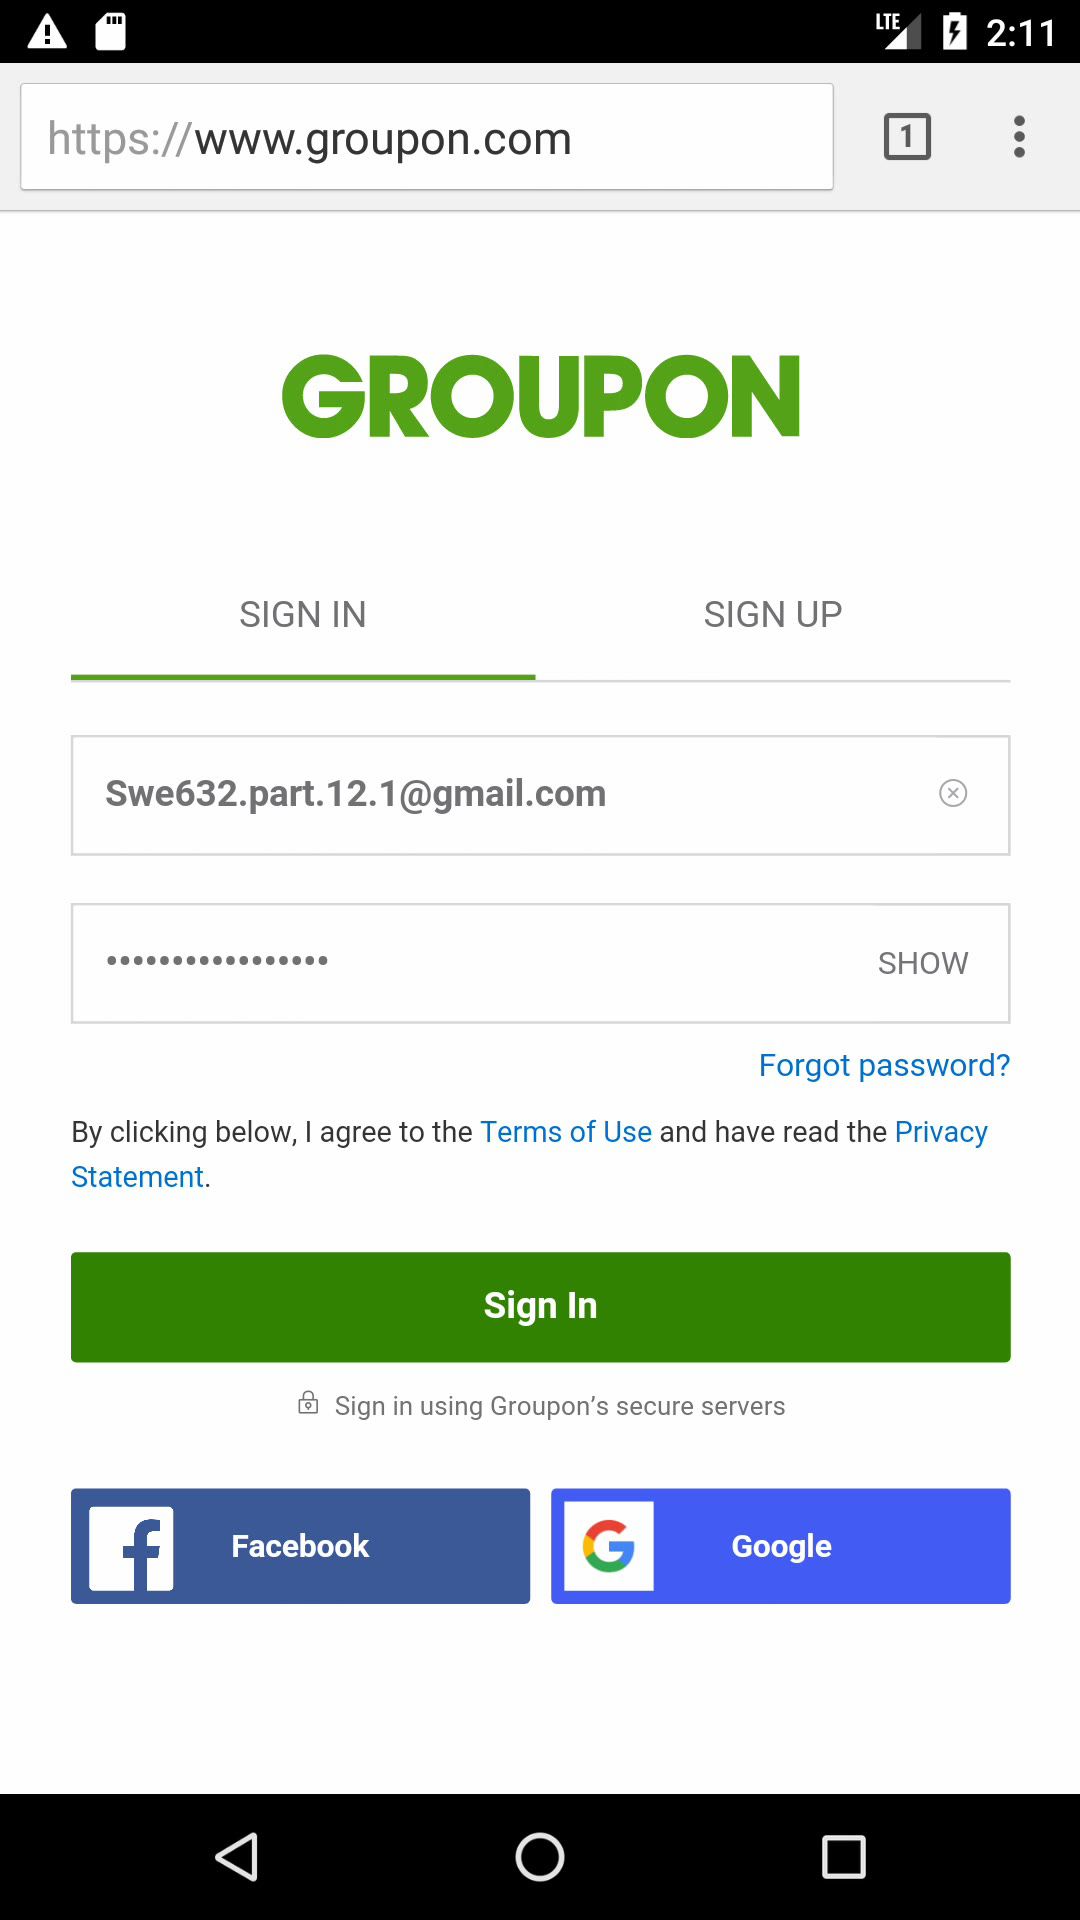 LTE 2:11
https://www.groupon.com 1
GROUPON
SIGN IN SIGN UP
Swe632.part.12.1@gmail.com
••••••••••••••••• SHOW
Forgot password?
By clicking below, I agree to the Terms of Use and have read the Privacy
Statement.
Sign In
Sign in using Groupon’s secure servers
Facebook Google